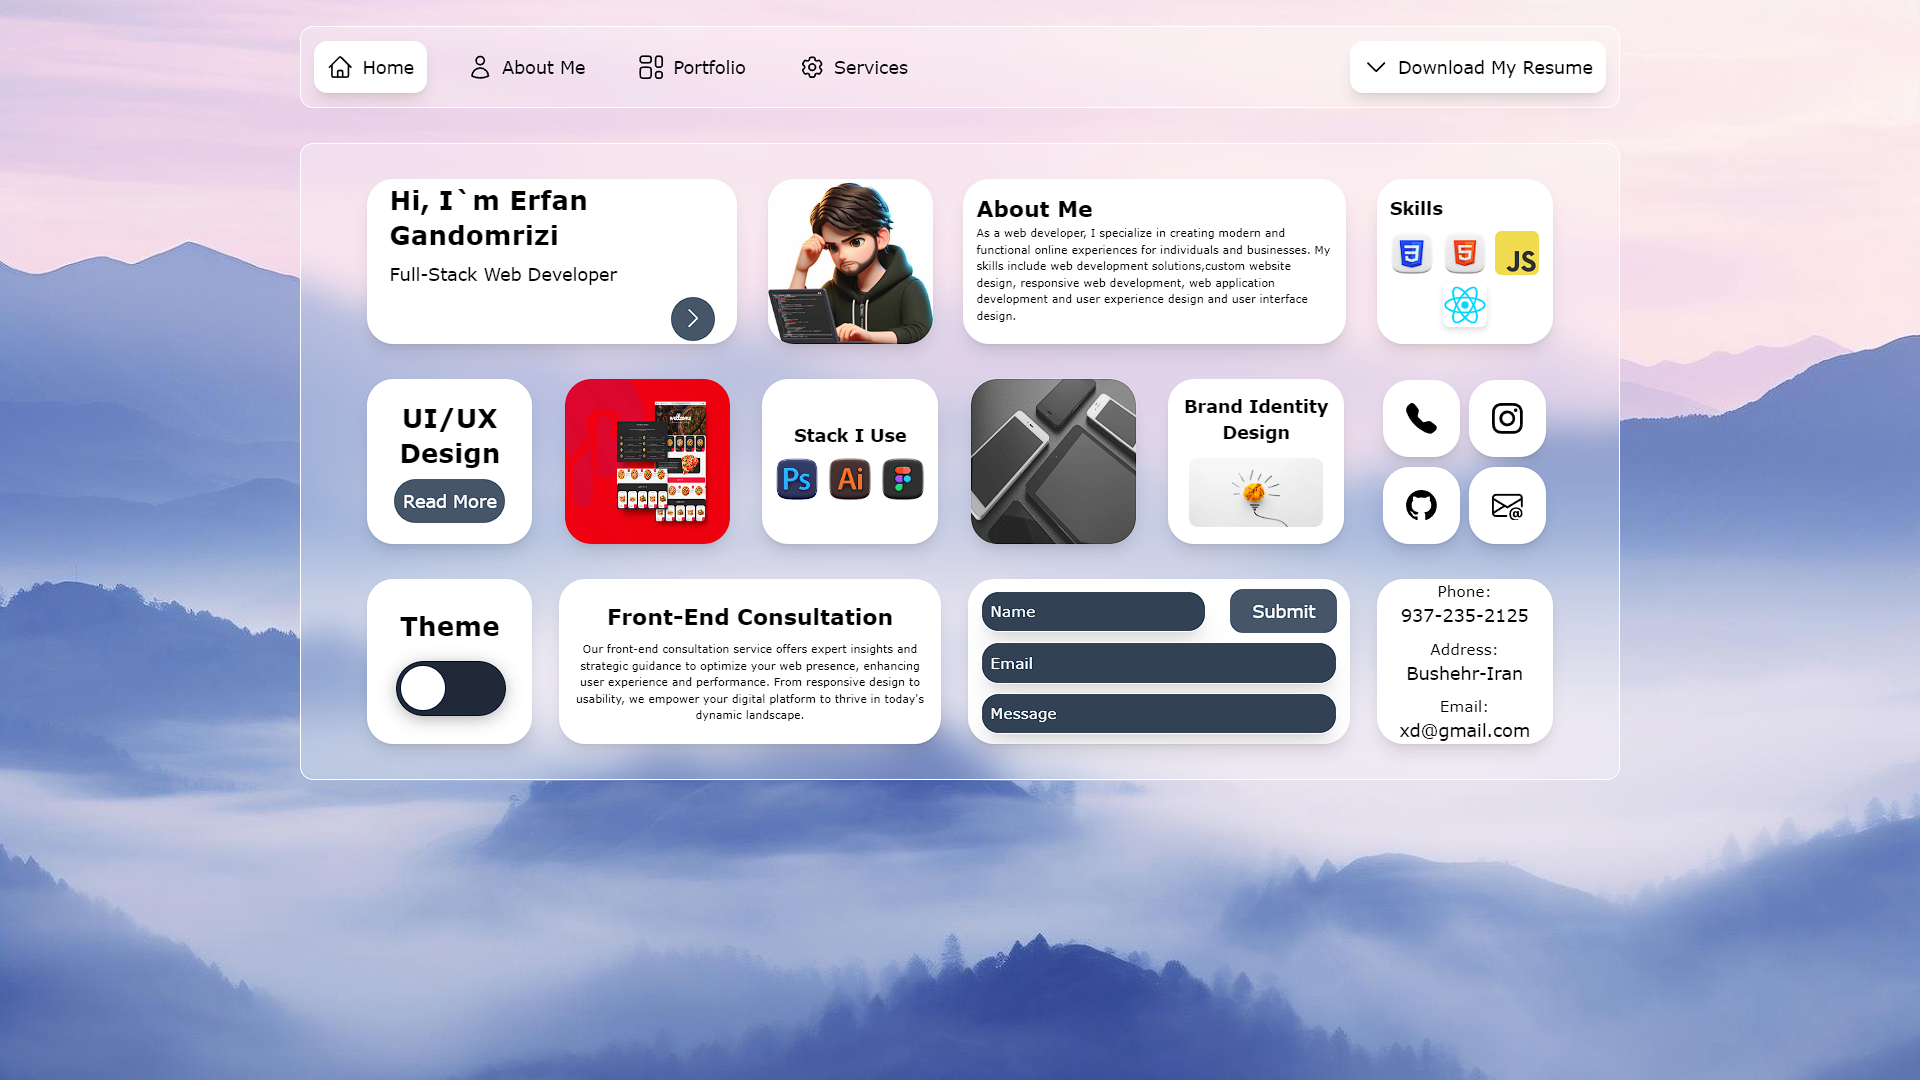 Home
About Me
Portfolio
Services
Download My Resume
Hi, I`m Erfan
Gandomrizi
Full-Stack Web Developer
About Me
As a web developer, I specialize in creating modern and
functional online experiences for individuals and businesses. My
skills include web development solutions,custom website
design, responsive web development, web application
development and user experience design and user interface
design.
Skills
3
5
JS
UI/UX
Design
Read More
Stack I Use
Ps
Ai
Brand Identity
Design
Theme
Front-End Consultation
Our front-end consultation service offers expert insights and
strategic guidance to optimize your web presence, enhancing
user experience and performance. From responsive design to
usability, we empower your digital platform to thrive in today's
dynamic landscape.
Name
Submit
Email
Message
Phone:
937-235-2125
Address:
Bushehr-Iran
Email:
xd@gmail.com